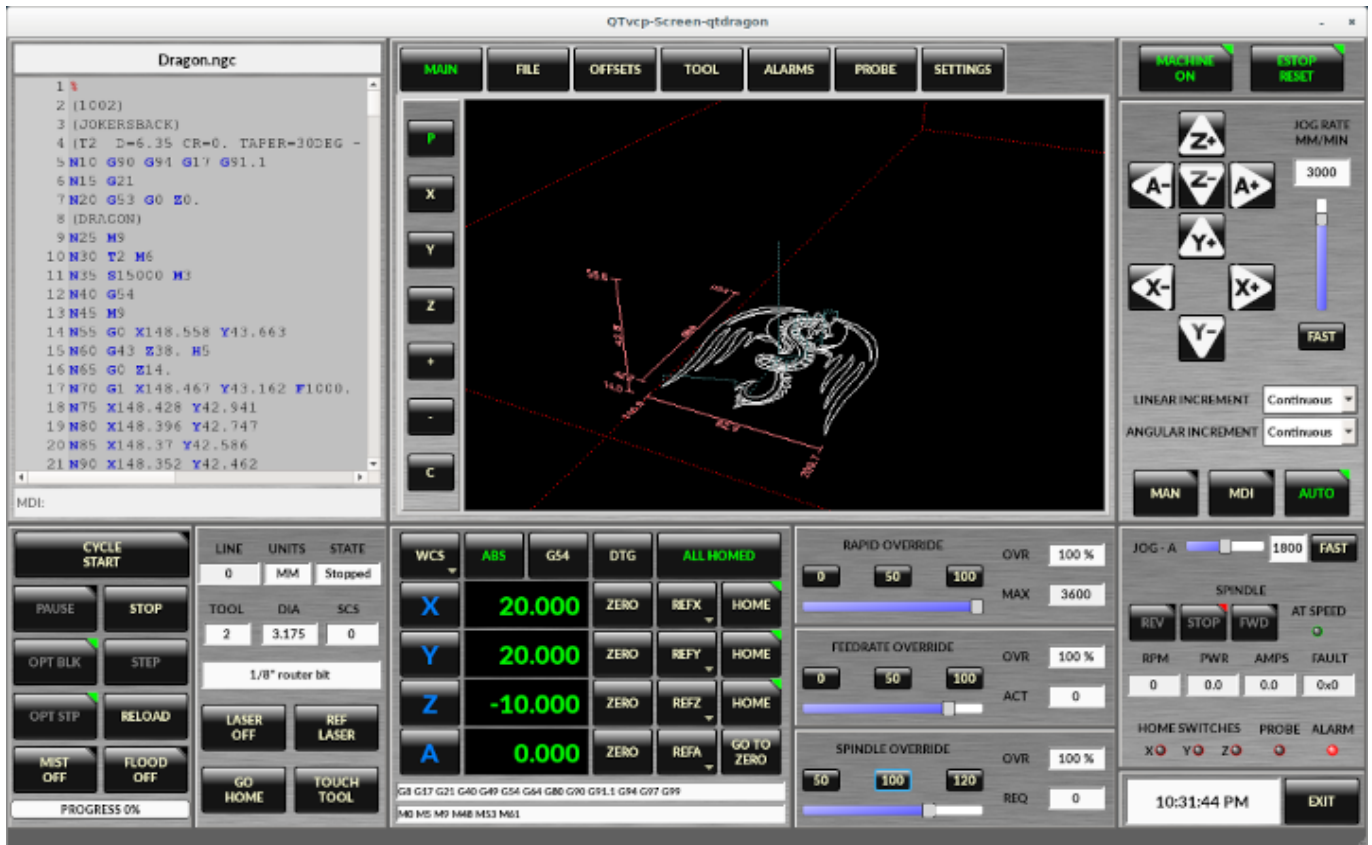 QTvcp-Screen-qtdragon
Dragon.ngc
1 %
2 (1002)
3 (JOKERSBACK)
4 (T2 D=6.35 CR=0. TAPER=30DEG -
5 N10 G90 G94 G17 G91.1
6 N15 G21
7 N20 G53 G0 Z0.
8 (DRAGON)
9 N25 M9
10 N30 T2 M6
11 N35 S15000 M3
12 N40 G54
13 N45 M9
14 N55 G0 X148.558 Y43.663
15 N60 G43 Z38. H5
16 N65 G0 Z14.
17 N70 G1 X148.467 Y43.162 F1000.
18 N75 X148.428 Y42.941
19 N80 X148.396 Y42.747
20 N85 X148.37 Y42.586
21 N90 X148.352 Y42.462
MDI:
MAIN FILE OFFSETS TOOL ALARMS PROBE SETTINGS
P
X
Y
Z
+
-
C
MACHINE ON
ESTOP RESET
JOG RATE
MM/MIN
3000
Z+
A- Z- A+
Y+
X- X+
Y-
FAST
LINEAR INCREMENT Continuous
ANGULAR INCREMENT Continuous
MAN MDI AUTO
CYCLE START
PAUSE STOP
OPT BLK STEP
OPT STP RELOAD
MIST OFF FLOOD OFF
PROGRESS 0%
LINE UNITS STATE
0 MM Stopped
TOOL DIA SCS
2 3.175 0
1/8" router bit
LASER OFF REF LASER
GO HOME TOUCH TOOL
WCS ABS G54 DTG ALL HOMED
X 20.000 ZERO REFX HOME
Y 20.000 ZERO REFY HOME
Z -10.000 ZERO REFZ HOME
A 0.000 ZERO REFA GO TO ZERO
G8 G17 G21 G40 G49 G54 G64 G80 G90 G91.1 G94 G97 G99
M0 M5 M9 M48 M53 M61
RAPID OVERRIDE OVR 100 %
0 50 100 MAX 3600
FEEDRATE OVERRIDE OVR 100 %
0 50 100 ACT 0
SPINDLE OVERRIDE OVR 100 %
50 100 120 REQ 0
JOG - A 1800 FAST
SPINDLE
REV STOP FWD AT SPEED
RPM PWR AMPS FAULT
0 0.0 0.0 0x0
HOME SWITCHES PROBE ALARM
X Y Z
10:31:44 PM EXIT